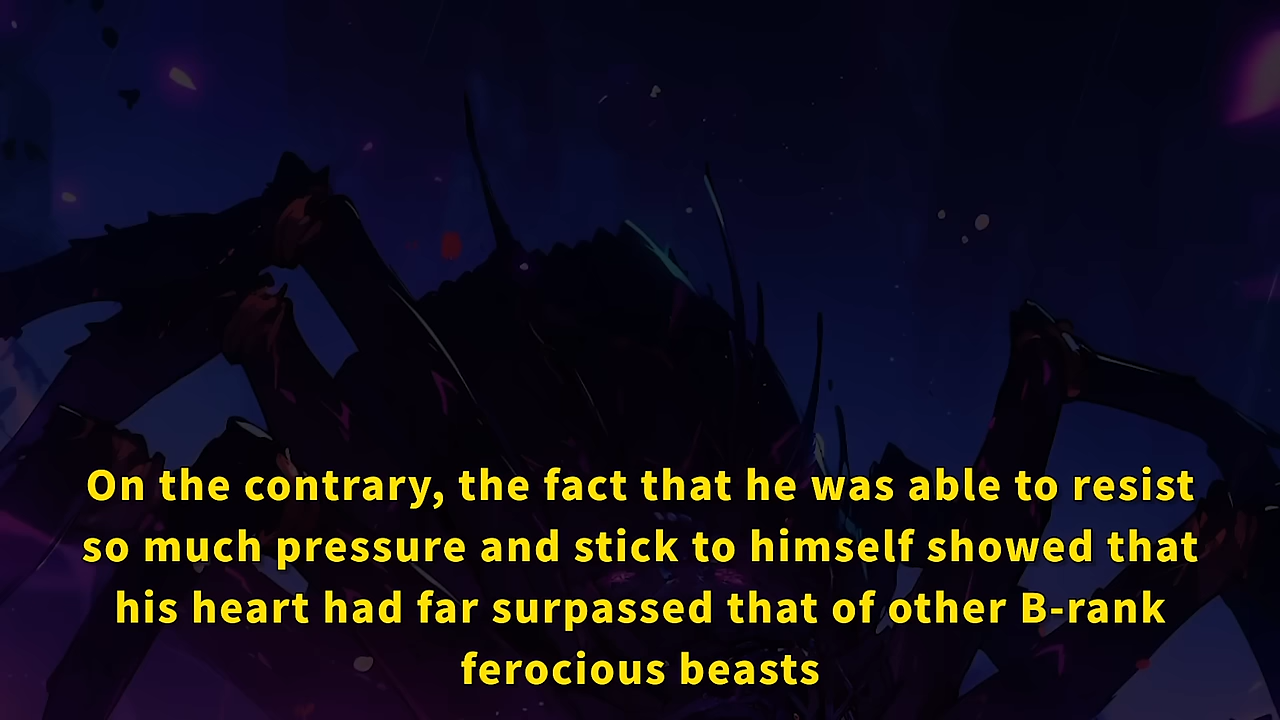 On the contrary, the fact that he was able to resist
so much pressure and stick to himself showed that
his heart had far surpassed that of other B-rank
ferocious beasts